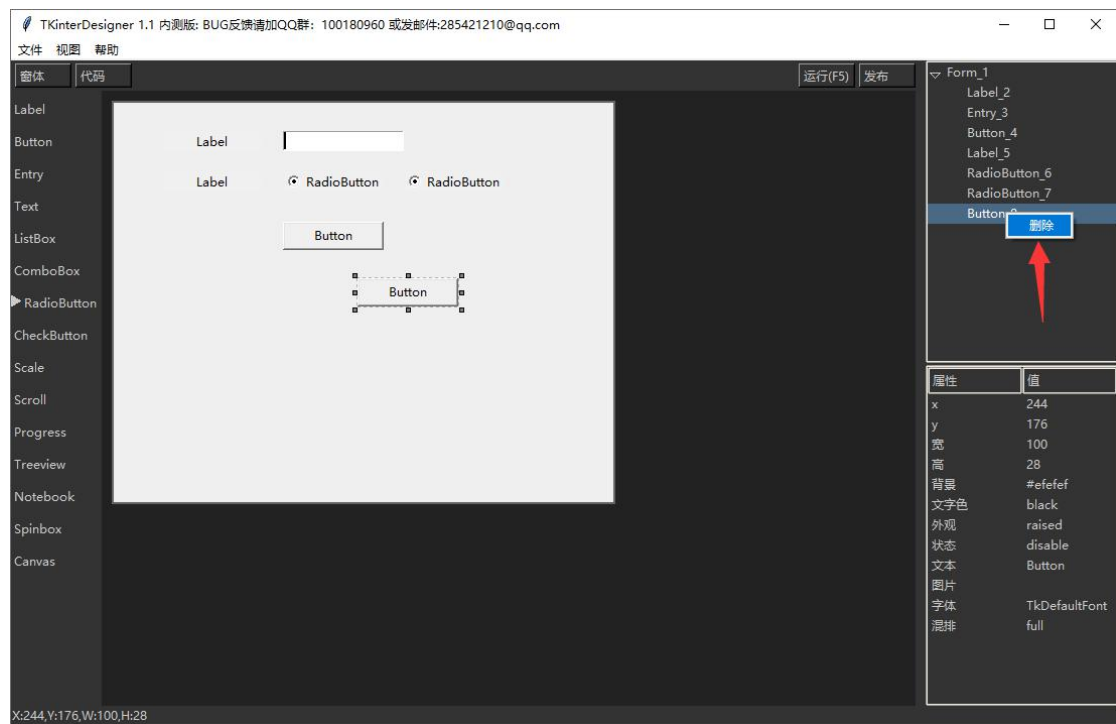 TKinterDesigner 1.1 内测版: BUG反馈请加QQ群：100180960 或发邮件:285421210@qq.com
文件 视图 帮助
窗体 代码 运行(F5) 发布
Label
Button
Entry
Text
ListBox
ComboBox
RadioButton
CheckButton
Scale
Scroll
Progress
Treeview
Notebook
Spinbox
Canvas
Label
Label RadioButton RadioButton
Button
Button
Form_1
Label_2
Entry_3
Button_4
Label_5
RadioButton_6
RadioButton_7
Button
删除
属性 值
x 244
y 176
宽 100
高 28
背景 #efefef
文字色 black
外观 raised
状态 disable
文本 Button
图片
字体 TkDefaultFont
混排 full
X:244,Y:176,W:100,H:28